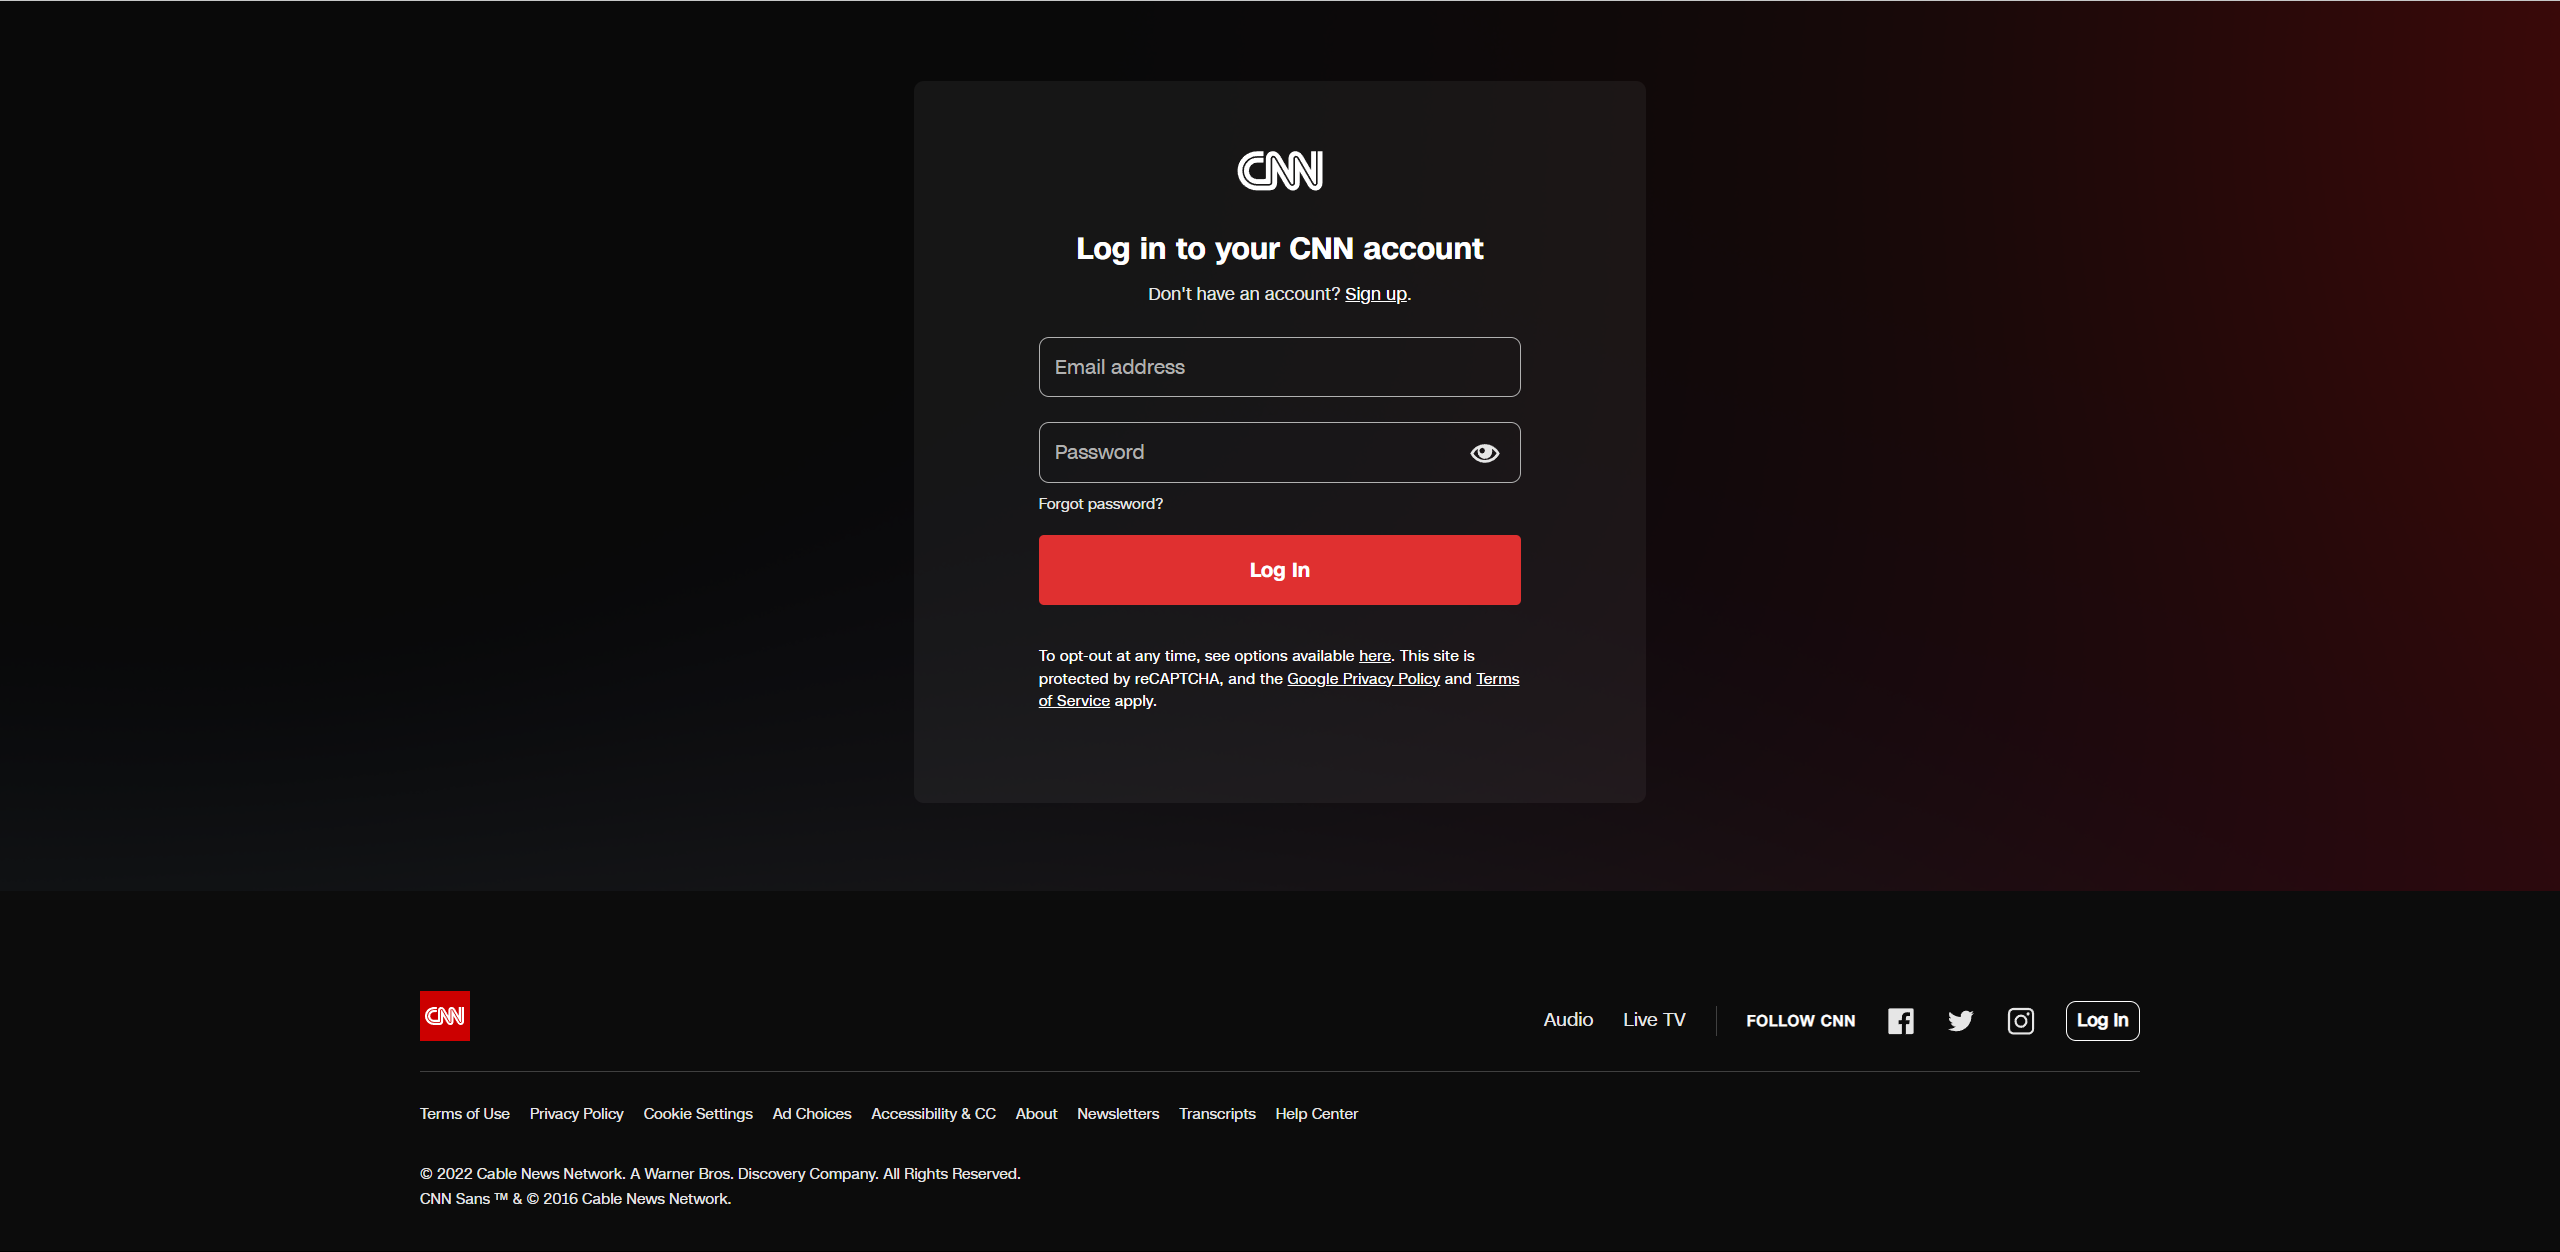 CNN
Log in to your CNN account
Don't have an account? Sign up.
Email address
Password
Forgot password?
Log In
To opt-out at any time, see options available here. This site is
protected by reCAPTCHA, and the Google Privacy Policy and Terms
of Service apply.
CNN
Audio Live TV FOLLOW CNN Log In
Terms of Use Privacy Policy Cookie Settings Ad Choices Accessibility & CC About Newsletters Transcripts Help Center
© 2022 Cable News Network. A Warner Bros. Discovery Company. All Rights Reserved.
CNN Sans ™ & © 2016 Cable News Network.